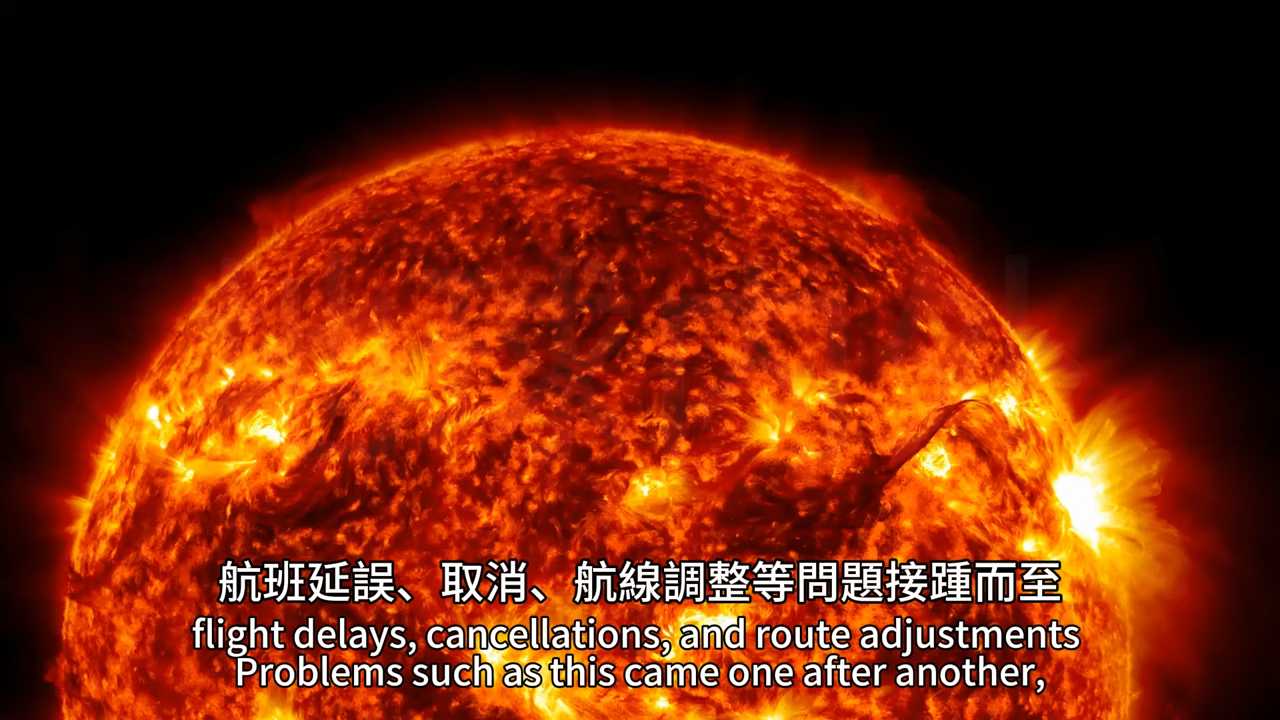 航班延誤、取消、航線調整等問題接踵而至
flight delays, cancellations, and route adjustments
Problems such as this came one after another,